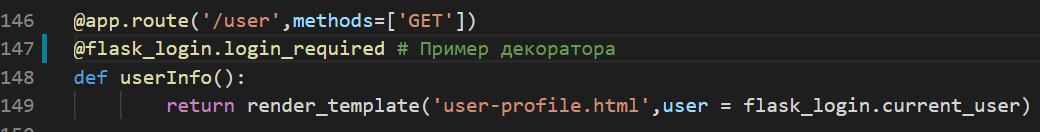 146 @app.route('/user',methods=['GET'])
147 @flask_login.login_required # Пример декоратора
148 def userInfo():
149 return render_template('user-profile.html',user = flask_login.current_user)